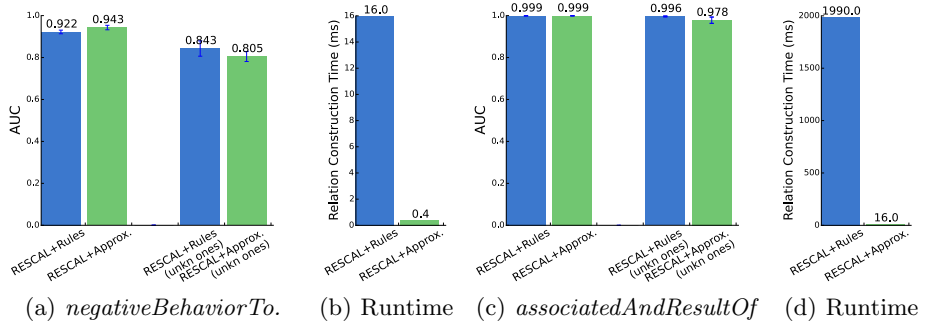 AUC
1.0
0.8
0.6
0.4
0.2
0.0
0.922
0.943
0.843
0.805
RESCAL+Rules
RESCAL+Approx.
RESCAL+Rules
(unkn ones)
RESCAL+Approx.
(unkn ones)
(a) negativeBehaviorTo.
Relation Construction Time (ms)
16
14
12
10
8
6
4
2
0
16.0
0.4
RESCAL+Rules
RESCAL+Approx.
(b) Runtime
AUC
1.0
0.8
0.6
0.4
0.2
0.0
0.999
0.999
0.996
0.978
RESCAL+Rules
RESCAL+Approx.
RESCAL+Rules
(unkn ones)
RESCAL+Approx.
(unkn ones)
(c) associatedAndResultOf
Relation Construction Time (ms)
2000
1500
1000
500
0
1990.0
16.0
RESCAL+Rules
RESCAL+Approx.
(d) Runtime